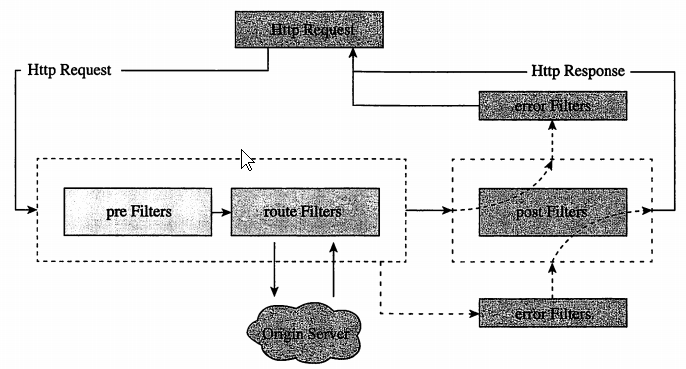 Http Request
Http Request
Http Response
error Filters
pre Filters
route Filters
post Filters
Origin Server
error Filters